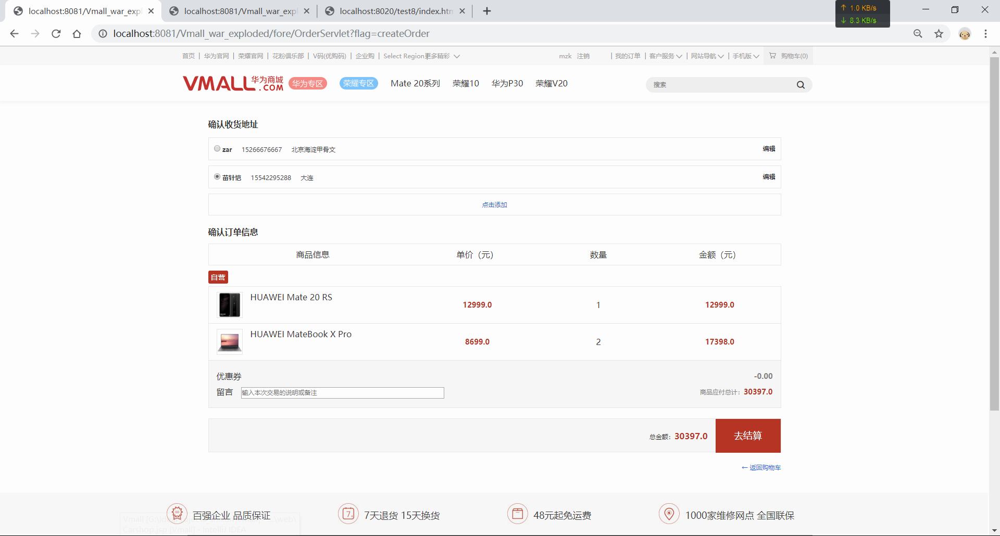 localhost:8081/Vmall_war_expl
localhost:8081/Vmall_war_expl
localhost:8020/test8/index.htm
↑ 1.0 KB/s
↓ 8.3 KB/s
localhost:8081/Vmall_war_exploded/fore/OrderServlet?flag=createOrder
首页 | 华为官网 | 荣耀官网 | 花粉俱乐部 | V码(优购码) | 企业购 | Select Region更多精彩
mzk 注销 | 我的订单 | 客户服务 | 网站导航 | 手机版 购物车(0)
VMALL.COM 华为商城
华为专区 荣耀专区 Mate 20系列 荣耀10 华为P30 荣耀V20
搜索
确认收货地址
zar 15266676667 北京海淀甲骨文 编辑
苗针恺 15542295288 大连 编辑
点击添加
确认订单信息
商品信息 单价（元） 数量 金额（元）
自营
HUAWEI Mate 20 RS 12999.0 1 12999.0
HUAWEI MateBook X Pro 8699.0 2 17398.0
优惠券 -0.00
留言 输入本次交易的说明或备注 商品应付总计：30397.0
总金额：30397.0 去结算
← 返回购物车
百强企业 品质保证
7天退货 15天换货
48元起免运费
1000家维修网点 全国联保
Carshop.jsp [Vmall] - IntelliJ IDEA